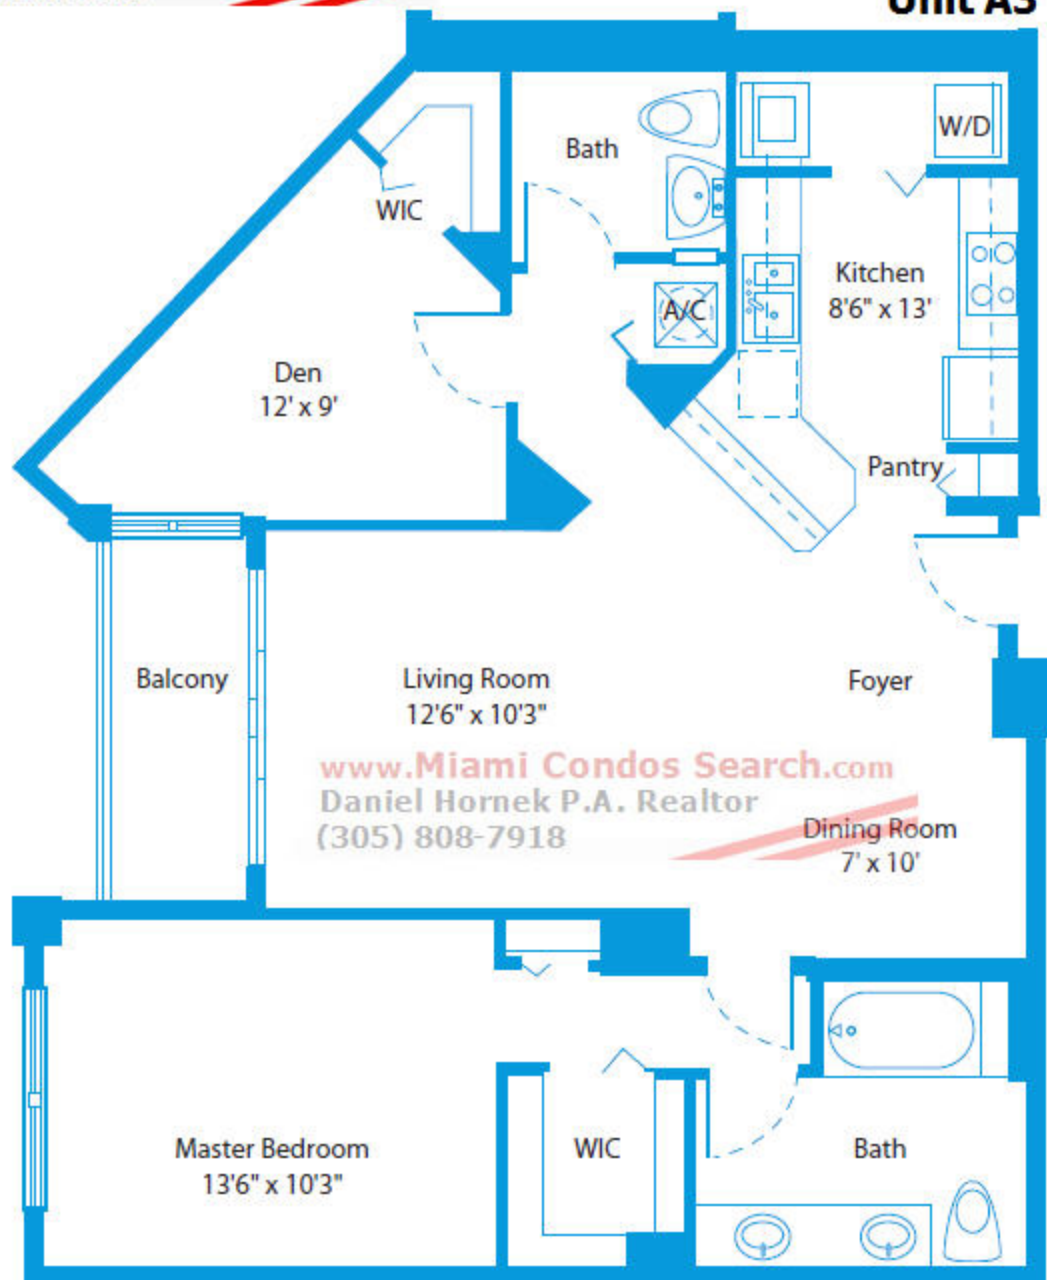 Unit A3
W/D
Bath
WIC
Kitchen
8'6" x 13'
A/C
Den
12' x 9'
Pantry
Balcony
Living Room
12'6" x 10'3"
Foyer
www.Miami Condos Search.com
Daniel Hornek P.A. Realtor
(305) 808-7918
Dining Room
7' x 10'
Master Bedroom
13'6" x 10'3"
WIC
Bath